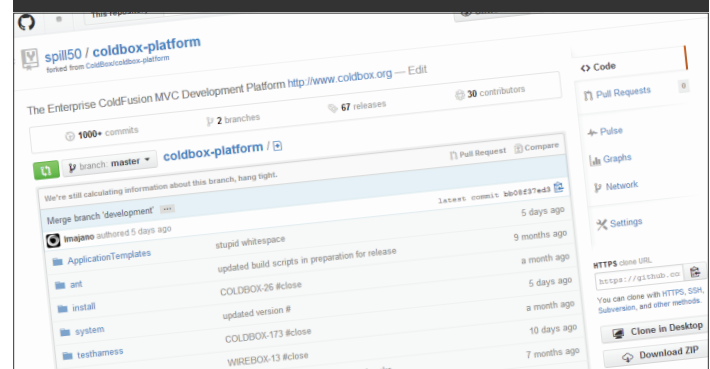 This repository
spill50 / coldbox-platform
forked from ColdBox/coldbox-platform
The Enterprise ColdFusion MVC Development Platform http://www.coldbox.org — Edit
1000+ commits
2 branches
67 releases
30 contributors
branch: master
coldbox-platform /
Pull Request
Compare
We're still calculating information about this branch, hang tight.
Merge branch 'development' ...
lmajano authored 5 days ago
latest commit bb08f37ed3
ApplicationTemplates
stupid whitespace
5 days ago
ant
updated build scripts in preparation for release
9 months ago
install
COLDBOX-26 #close
a month ago
system
updated version #
5 days ago
testharness
COLDBOX-173 #close
a month ago
WIREBOX-13 #close
10 days ago
7 months ago
Code
Pull Requests
0
Pulse
Graphs
Network
Settings
HTTPS clone URL
https://github.co
You can clone with HTTPS, SSH,
Subversion, and other methods.
Clone in Desktop
Download ZIP